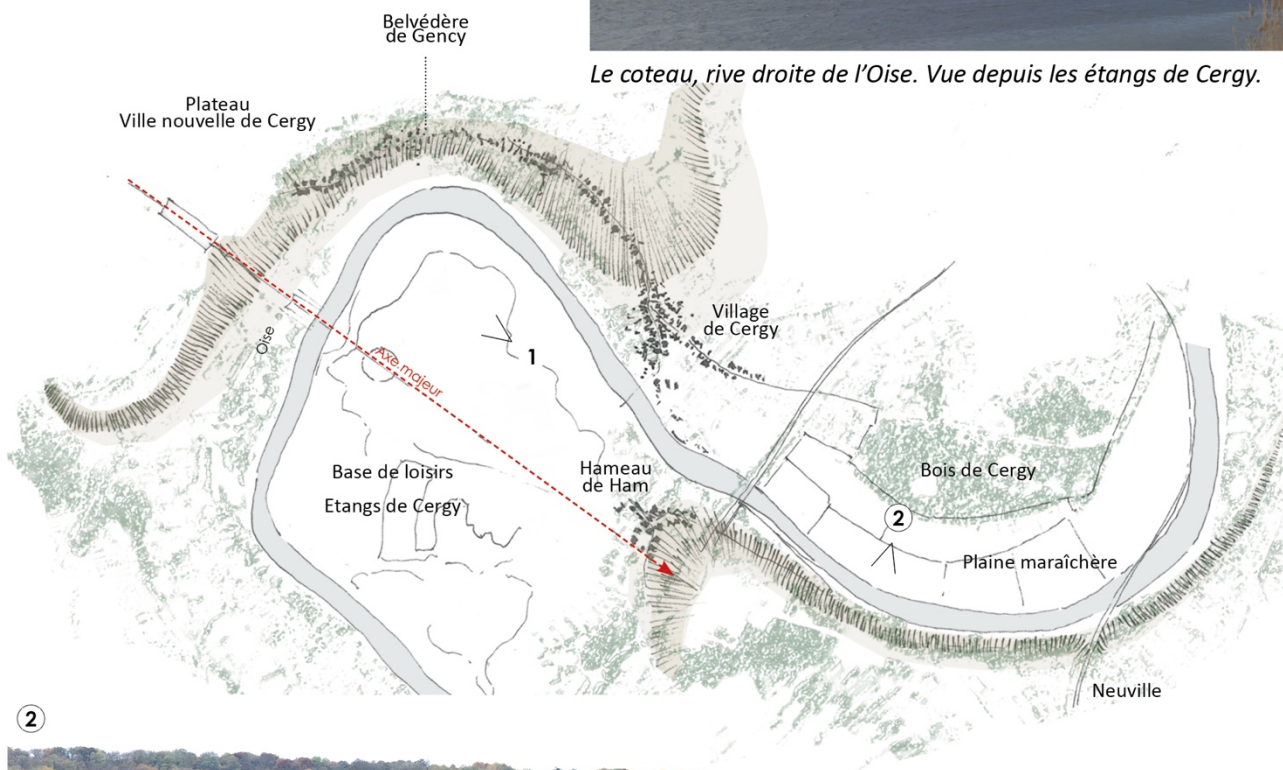 Belvédère
de Gency
Le coteau, rive droite de l’Oise. Vue depuis les étangs de Cergy.
Plateau
Ville nouvelle de Cergy
Oise
Axe majeur
1
Village
de Cergy
Base de loisirs
Etangs de Cergy
Hameau
de Ham
Bois de Cergy
2
Plaine maraîchère
Neuville
2